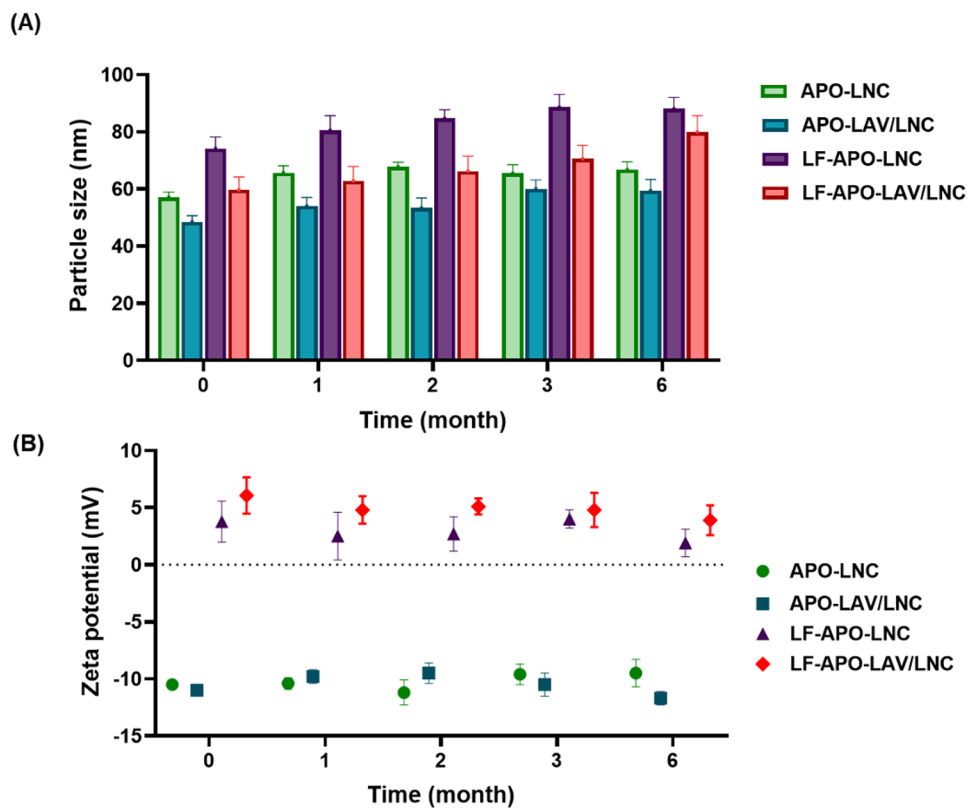 (A)
Particle size (nm)
100
80
60
40
20
0
0 1 2 3 6
Time (month)
APO-LNC
APO-LAV/LNC
LF-APO-LNC
LF-APO-LAV/LNC
(B)
Zeta potential (mV)
10
5
0
-5
-10
-15
0 1 2 3 6
Time (month)
APO-LNC
APO-LAV/LNC
LF-APO-LNC
LF-APO-LAV/LNC